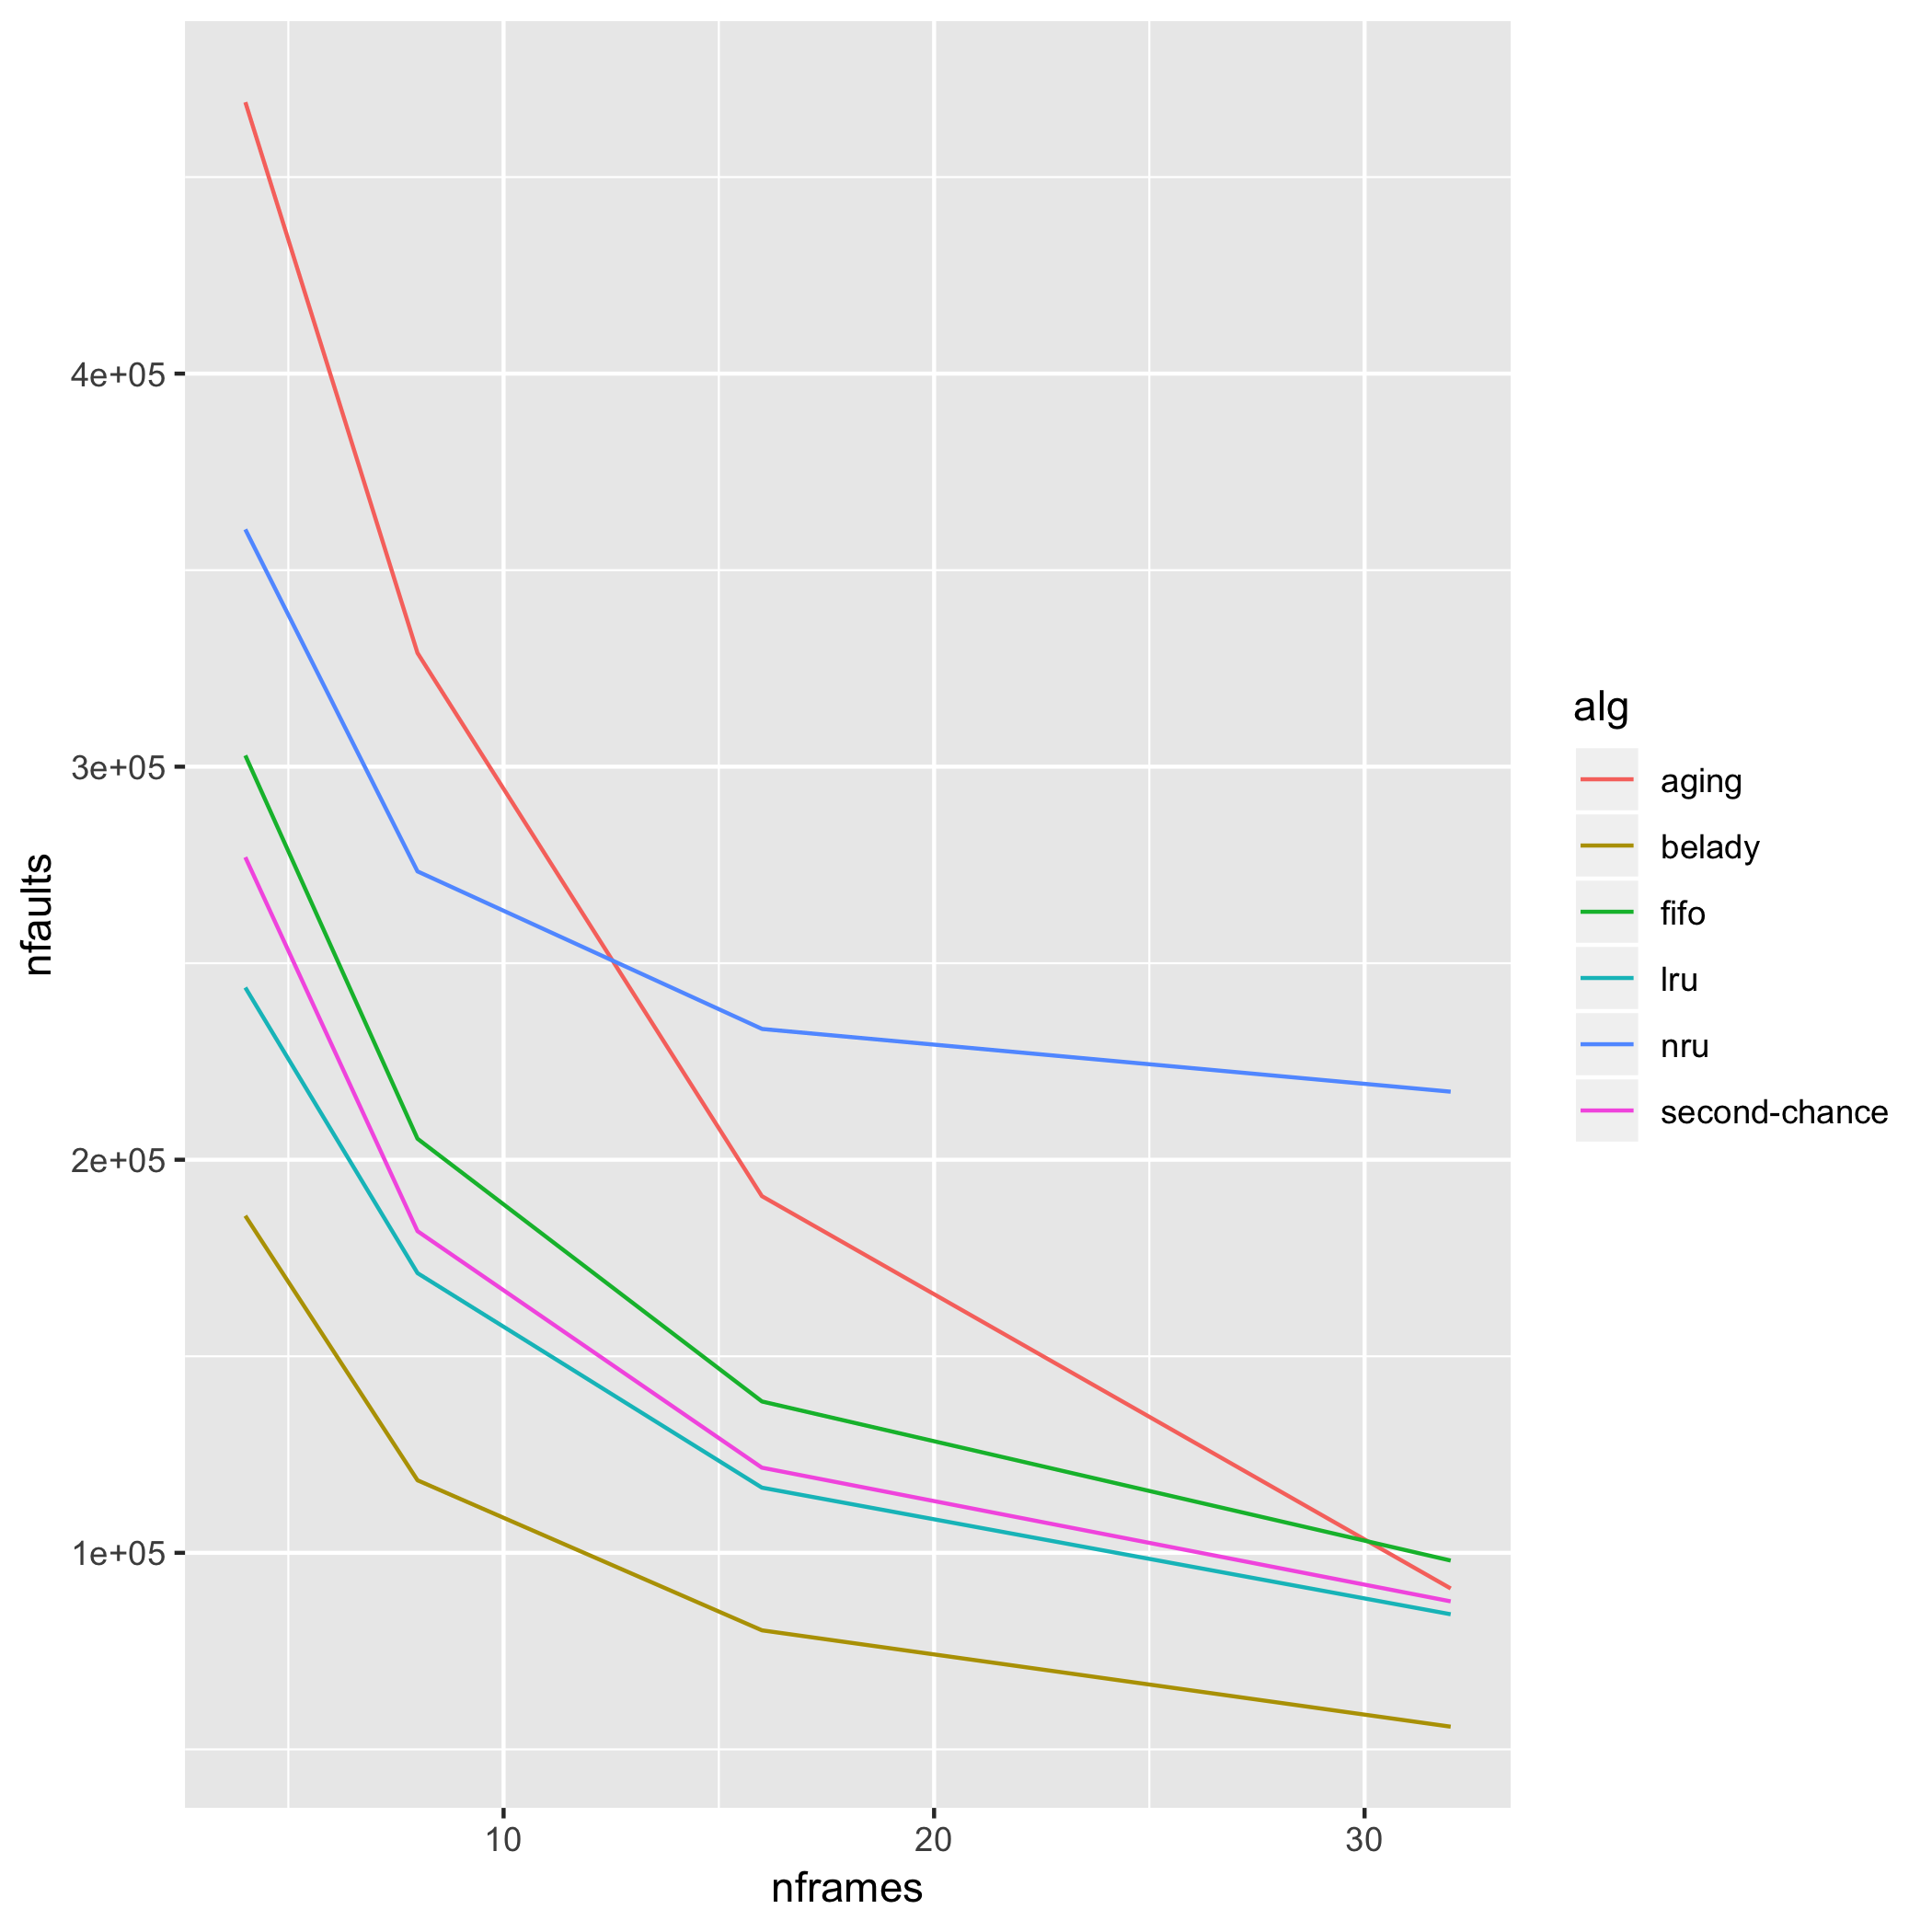 nfaults
4e+05
3e+05
2e+05
1e+05
10
20
30
nframes
alg
aging
belady
fifo
lru
nru
second-chance